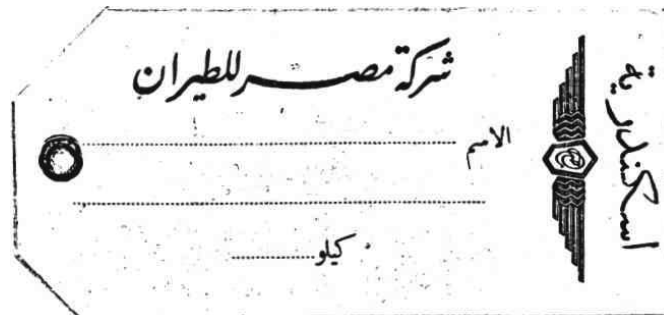 شركة مصر للطيران
الاسم
كيلو
اسكندرية